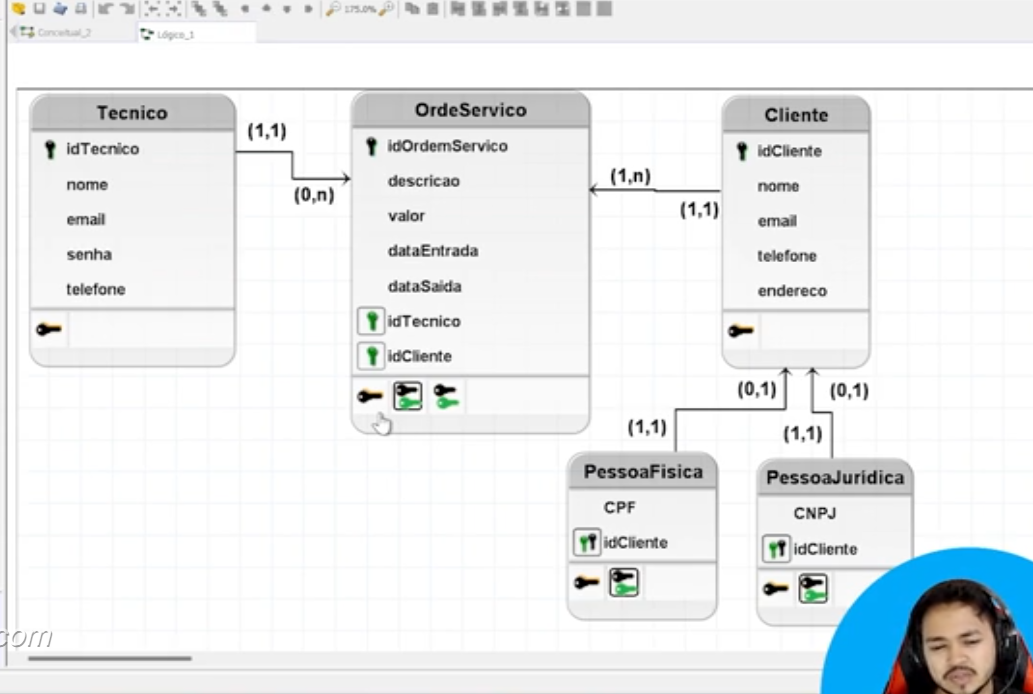 175.0%
Conceitual_2
Lógico_1
Tecnico
idTecnico
nome
email
senha
telefone
(1,1)
(0,n)
OrdeServico
idOrdemServico
descricao
valor
dataEntrada
dataSaida
idTecnico
idCliente
(1,n)
(1,1)
Cliente
idCliente
nome
email
telefone
endereco
(0,1)
(0,1)
(1,1)
(1,1)
PessoaFisica
CPF
idCliente
PessoaJurídica
CNPJ
idCliente
.com